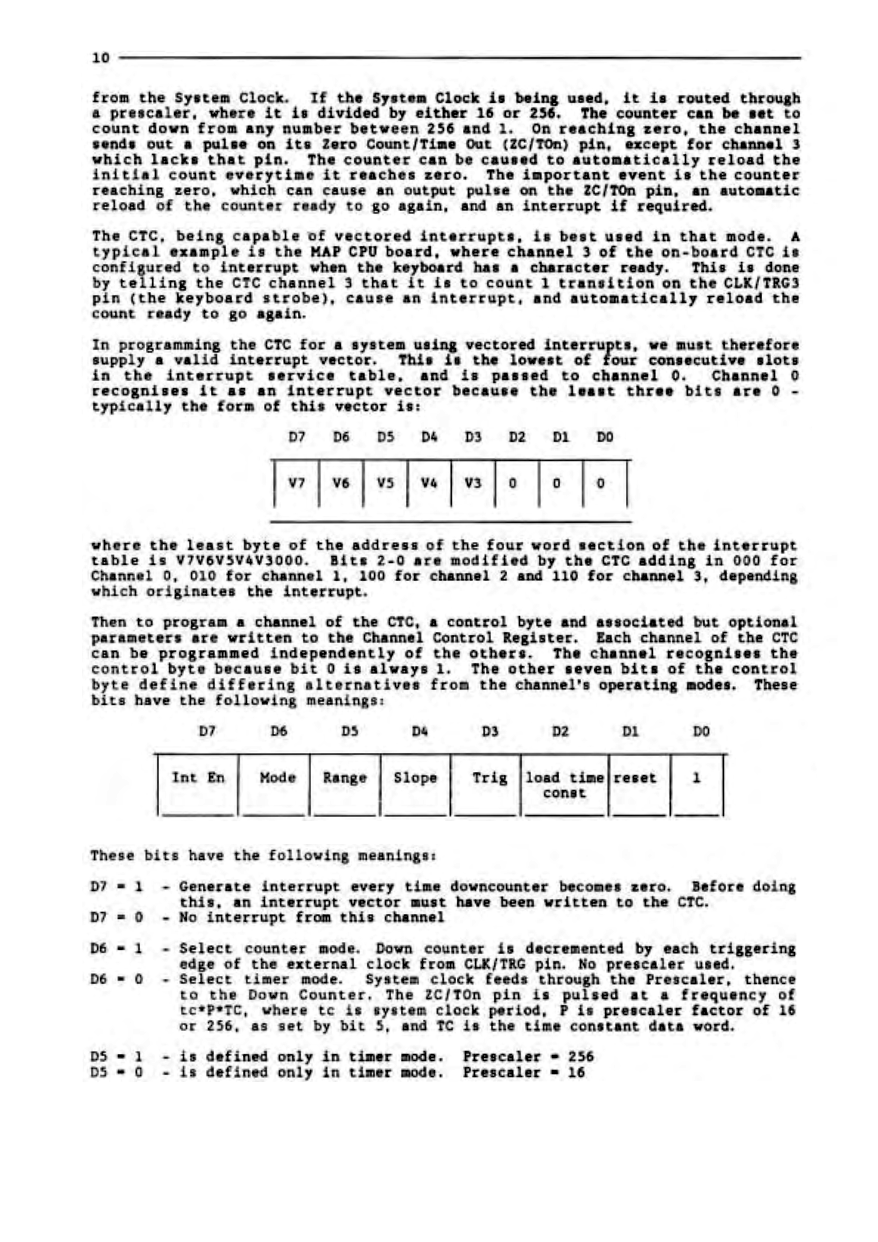 10
from the System Clock. If the System Clock is being used, it is routed through
a prescaler, where it is divided by either 16 or 256. The counter can be set to
count down from any number between 256 and 1. On reaching zero, the channel
sends out a pulse on its Zero Count/Time Out (ZC/TOn) pin, except for channel 3
which lacks that pin. The counter can be caused to automatically reload the
initial count everytime it reaches zero. The important event is the counter
reaching zero, which can cause an output pulse on the ZC/TOn pin, an automatic
reload of the counter ready to go again, and an interrupt if required.
The CTC, being capable of vectored interrupts, is best used in that mode. A
typical example is the MAP CPU board, where channel 3 of the on-board CTC is
configured to interrupt when the keyboard has a character ready. This is done
by telling the CTC channel 3 that it is to count 1 transition on the CLK/TRG3
pin (the keyboard strobe), cause an interrupt, and automatically reload the
count ready to go again.
In programming the CTC for a system using vectored interrupts, we must therefore
supply a valid interrupt vector. This is the lowest of four consecutive slots
in the interrupt service table, and is passed to channel 0. Channel 0
recognises it as an interrupt vector because the least three bits are 0 -
typically the form of this vector is:
D7 D6 D5 D4 D3 D2 D1 D0
V7 V6 V5 V4 V3 0 0 0
where the least byte of the address of the four word section of the interrupt
table is V7V6V5V4V3000. Bits 2-0 are modified by the CTC adding in 000 for
Channel 0, 010 for channel 1, 100 for channel 2 and 110 for channel 3, depending
which originates the interrupt.
Then to program a channel of the CTC, a control byte and associated but optional
parameters are written to the Channel Control Register. Each channel of the CTC
can be programmed independently of the others. The channel recognises the
control byte because bit 0 is always 1. The other seven bits of the control
byte define differing alternatives from the channel's operating modes. These
bits have the following meanings:
D7 D6 D5 D4 D3 D2 D1 D0
Int En Mode Range Slope Trig load time reset 1
const
These bits have the following meanings:
D7 = 1 - Generate interrupt every time downcounter becomes zero. Before doing
this, an interrupt vector must have been written to the CTC.
D7 = 0 - No interrupt from this channel
D6 = 1 - Select counter mode. Down counter is decremented by each triggering
edge of the external clock from CLK/TRG pin. No prescaler used.
D6 = 0 - Select timer mode. System clock feeds through the Prescaler, thence
to the Down Counter. The ZC/TOn pin is pulsed at a frequency of
tc*P*TC, where tc is system clock period, P is prescaler factor of 16
or 256, as set by bit 5, and TC is the time constant data word.
D5 = 1 - is defined only in timer mode. Prescaler = 256
D5 = 0 - is defined only in timer mode. Prescaler = 16